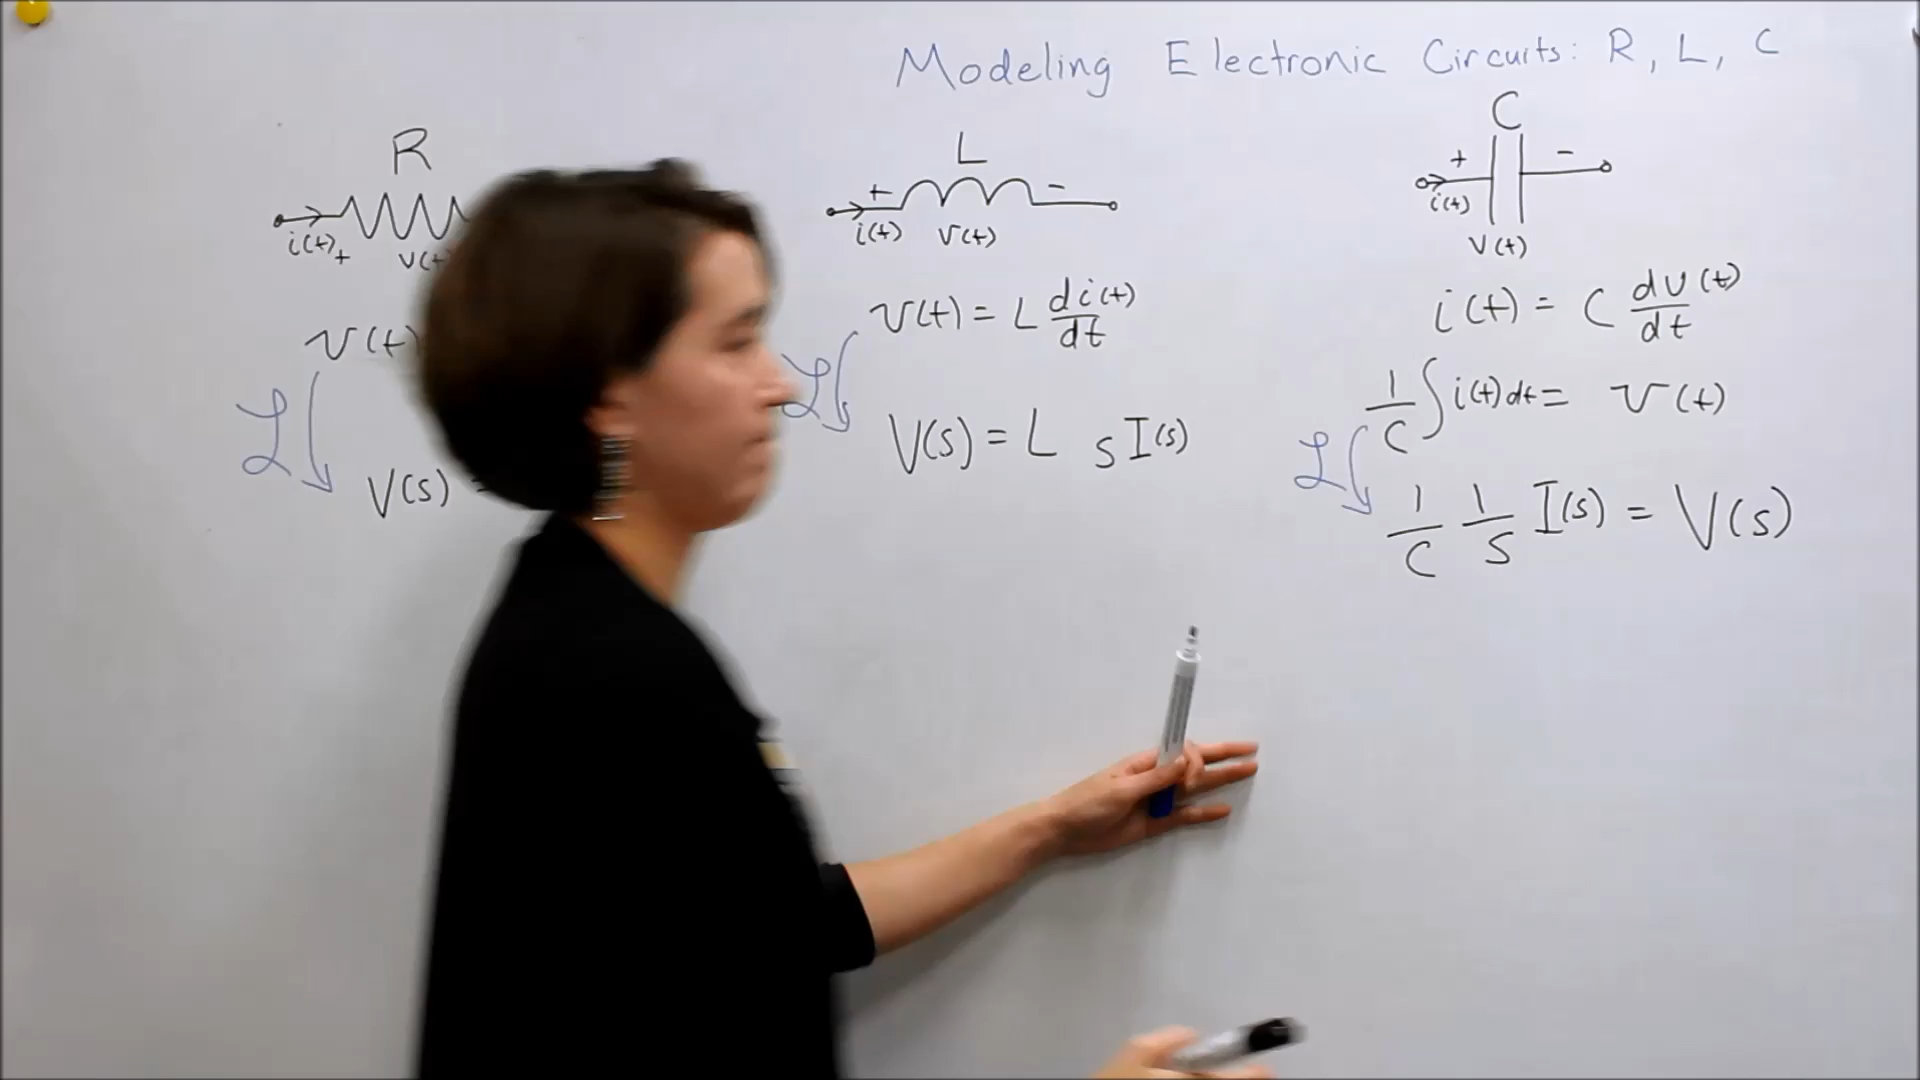 Modeling Electronic Circuits: R, L, C
R
i(t) + v(t
v(t)
ℒ
V(s) =
L
+ -
i(t) v(t)
v(t) = L di(t)/dt
ℒ
V(s) = L s I(s)
C
+ -
i(t)
v(t)
i(t) = C dv(t)/dt
1/C ∫ i(t) dt = v(t)
ℒ
1/C 1/s I(s) = V(s)